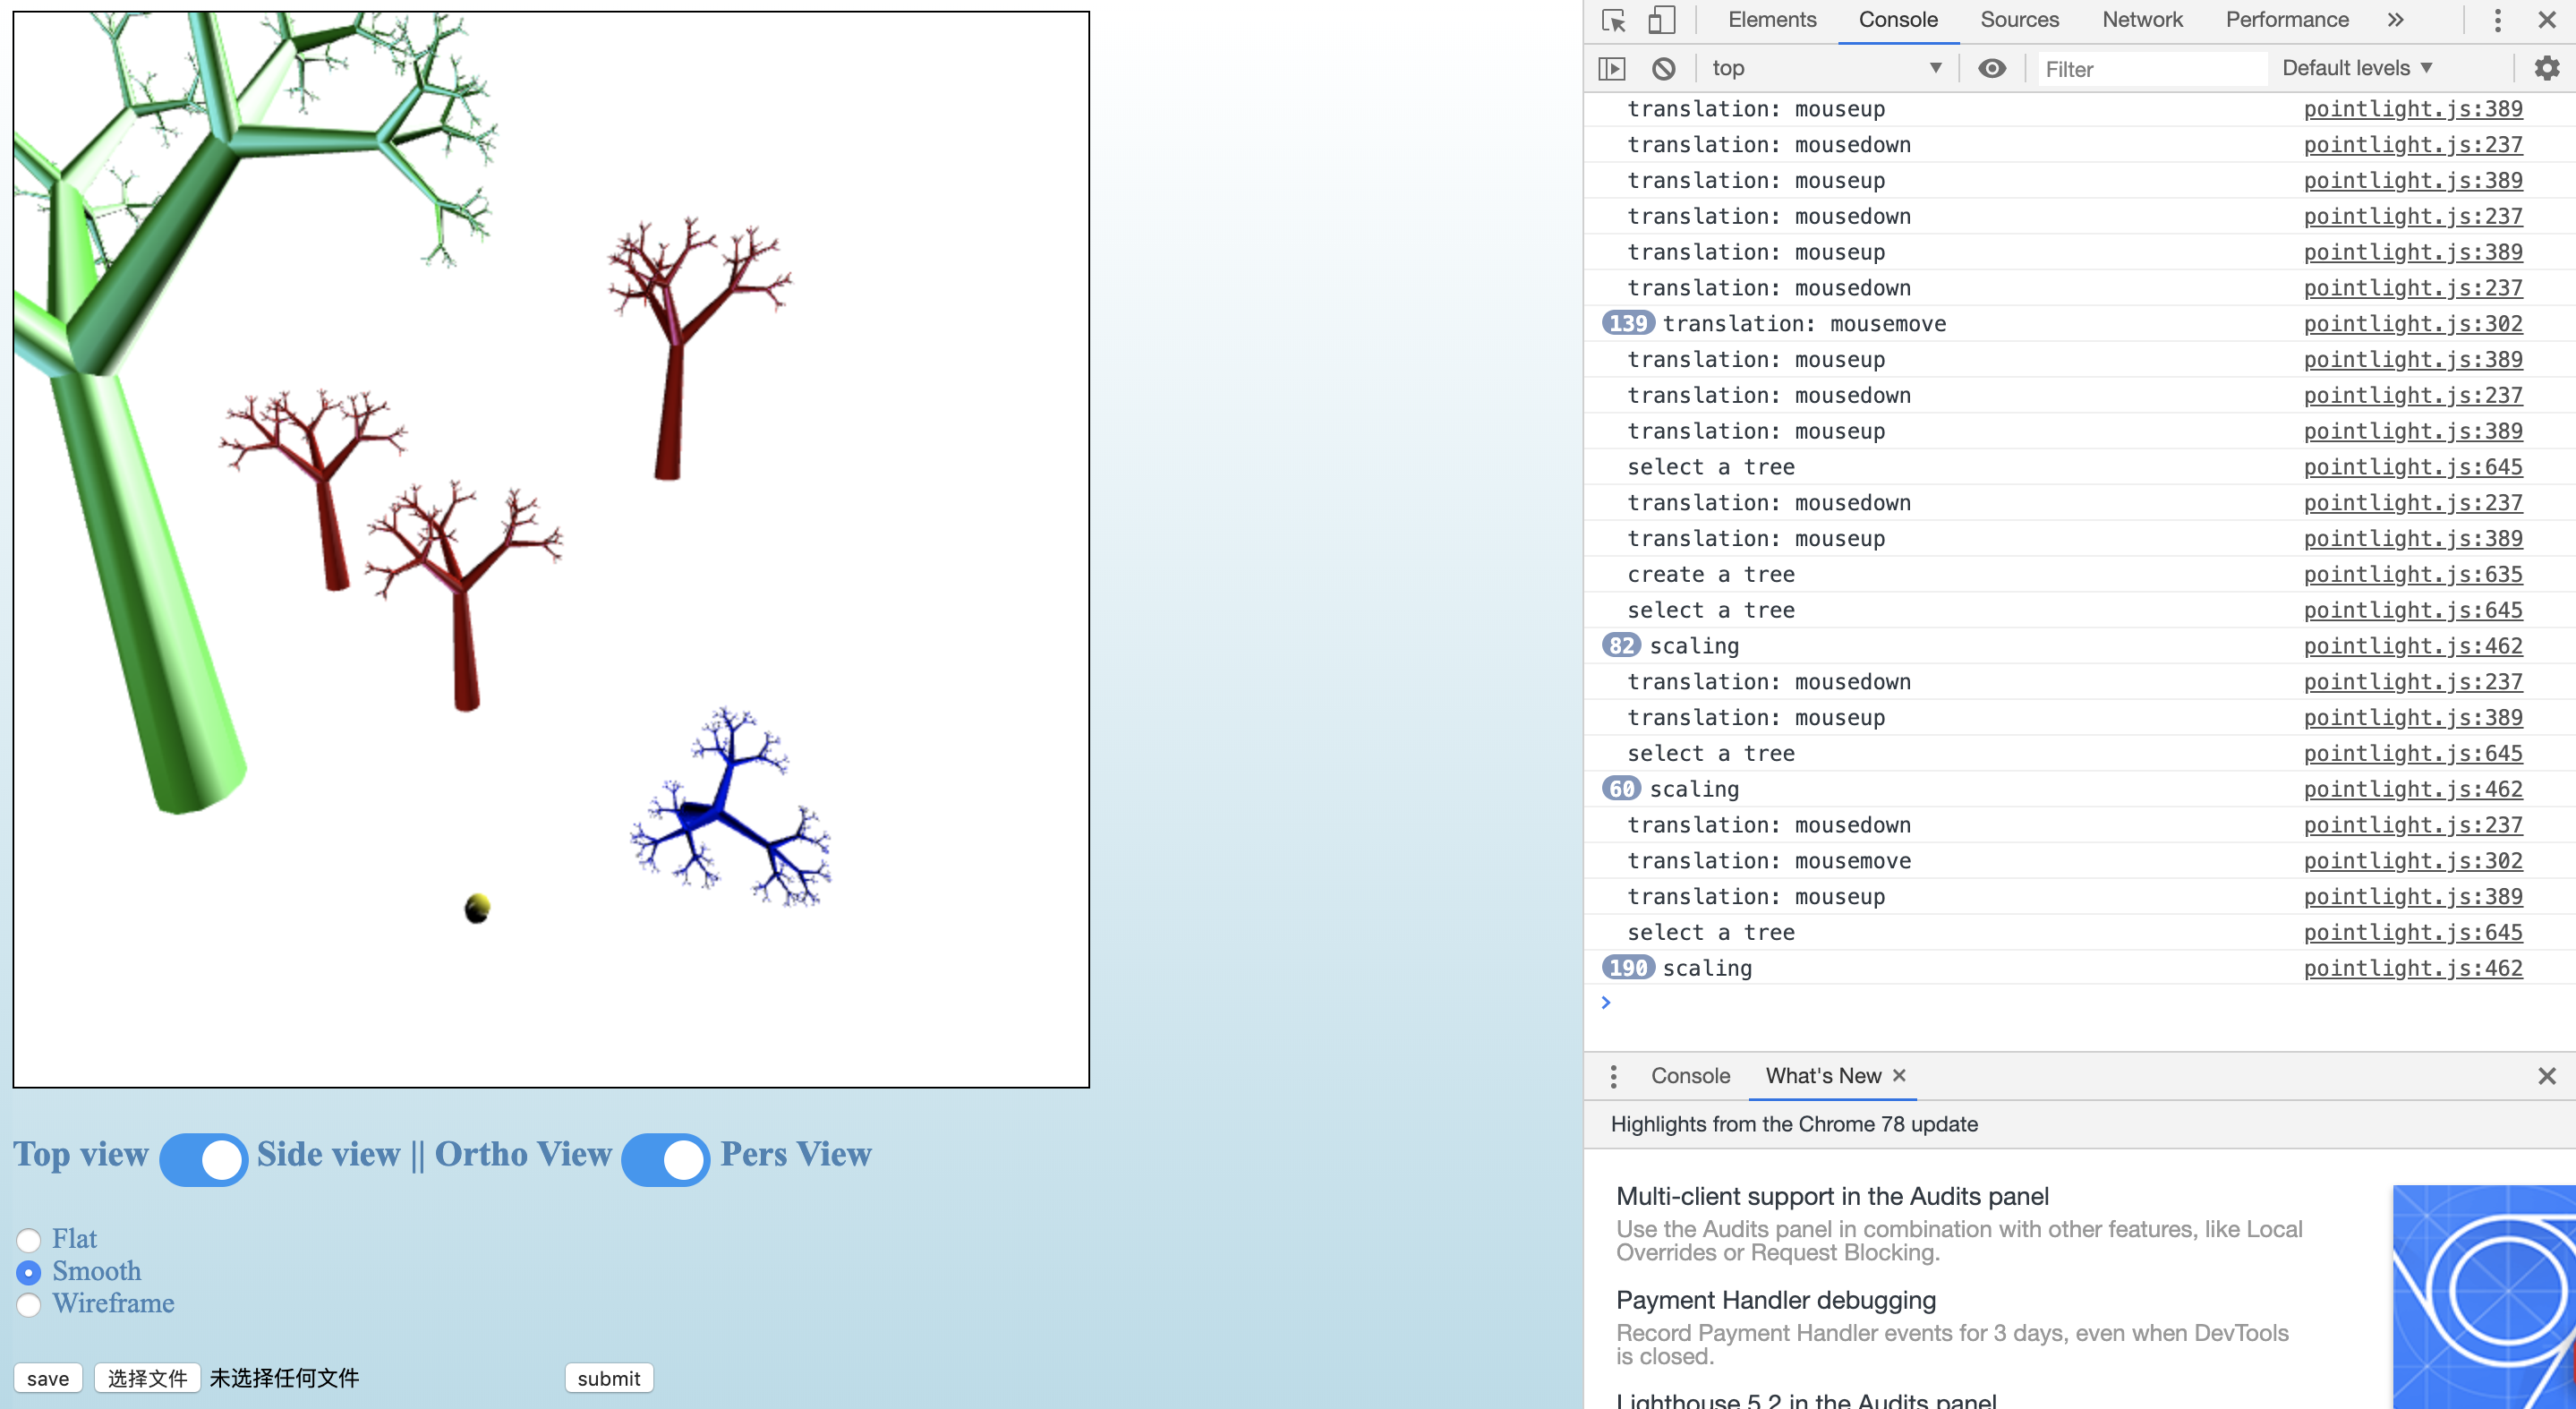 Top view Side view || Ortho View Pers View
Flat
Smooth
Wireframe
save 选择文件 未选择任何文件 submit
Elements Console Sources Network Performance »
top Filter Default levels
translation: mouseup pointlight.js:389
translation: mousedown pointlight.js:237
translation: mouseup pointlight.js:389
translation: mousedown pointlight.js:237
translation: mouseup pointlight.js:389
translation: mousedown pointlight.js:237
139 translation: mousemove pointlight.js:302
translation: mouseup pointlight.js:389
translation: mousedown pointlight.js:237
translation: mouseup pointlight.js:389
select a tree pointlight.js:645
translation: mousedown pointlight.js:237
translation: mouseup pointlight.js:389
create a tree pointlight.js:635
select a tree pointlight.js:645
82 scaling pointlight.js:462
translation: mousedown pointlight.js:237
translation: mouseup pointlight.js:389
select a tree pointlight.js:645
60 scaling pointlight.js:462
translation: mousedown pointlight.js:237
translation: mousemove pointlight.js:302
translation: mouseup pointlight.js:389
select a tree pointlight.js:645
190 scaling pointlight.js:462
Console What's New
Highlights from the Chrome 78 update
Multi-client support in the Audits panel
Use the Audits panel in combination with other features, like Local
Overrides or Request Blocking.
Payment Handler debugging
Record Payment Handler events for 3 days, even when DevTools
is closed.
Lighthouse 5.2 in the Audits panel